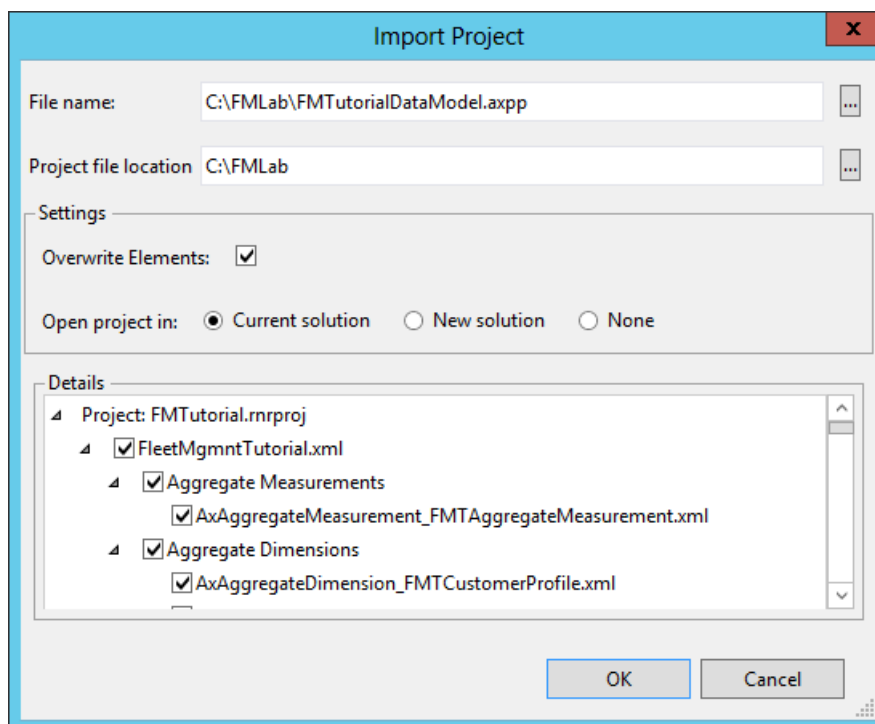 Import Project
x
File name: C:\FMLab\FMTutorialDataModel.axpp ...
Project file location C:\FMLab ...
Settings
Overwrite Elements:
Open project in: Current solution New solution None
Details
Project: FMTutorial.rnrproj
FleetMgmntTutorial.xml
Aggregate Measurements
AxAggregateMeasurement_FMTAggregateMeasurement.xml
Aggregate Dimensions
AxAggregateDimension_FMTCustomerProfile.xml
OK Cancel